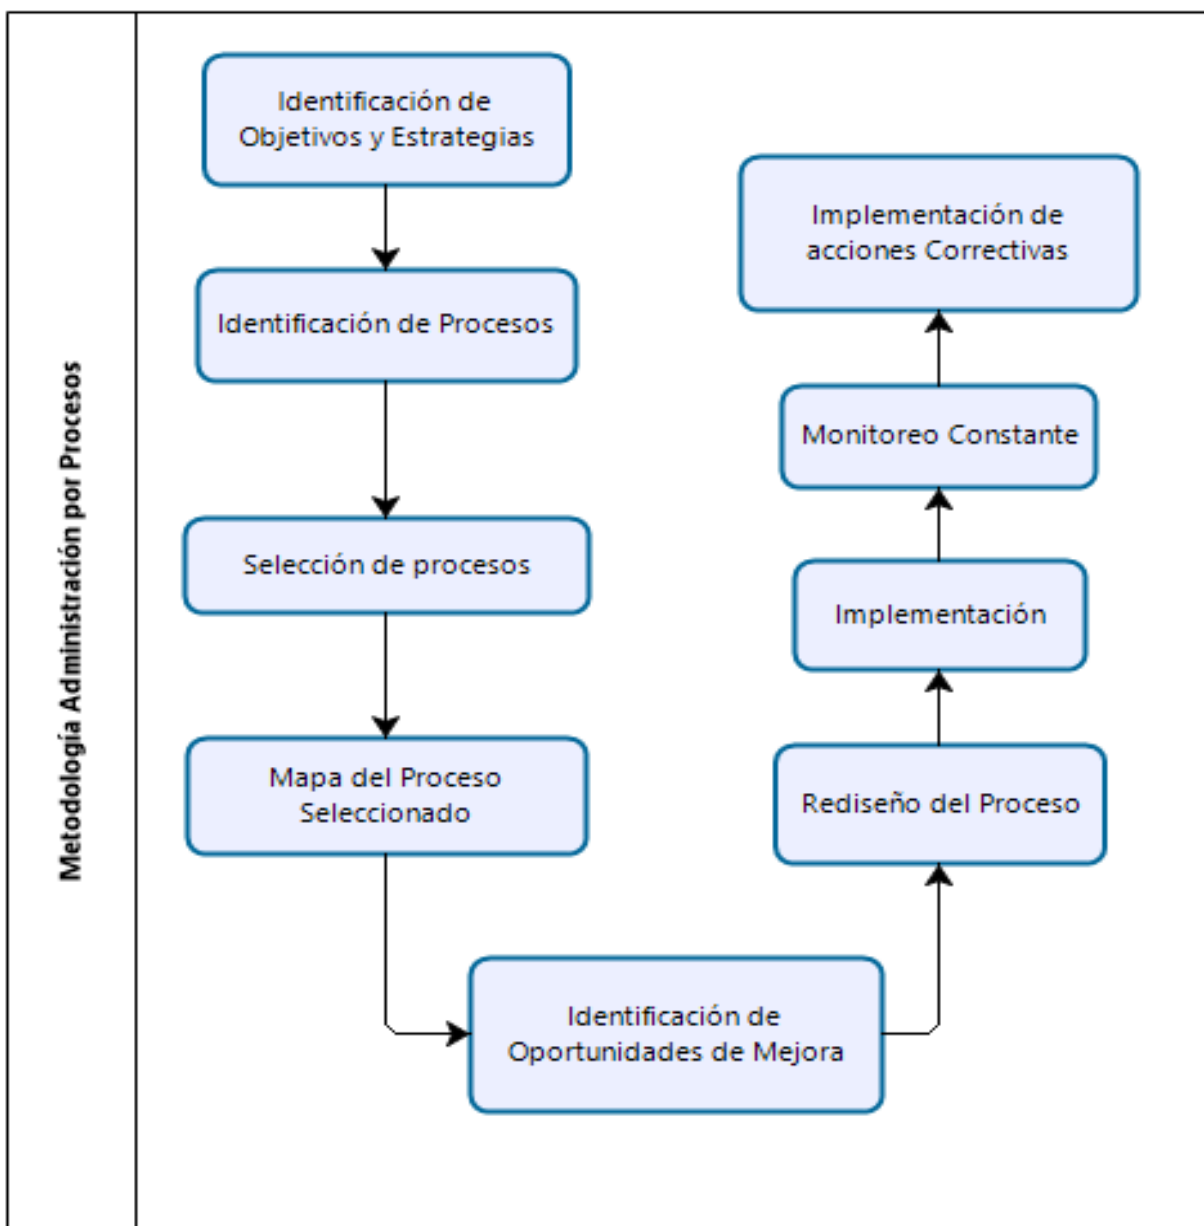 Metodología Administración por Procesos
Identificación de
Objetivos y Estrategias
Identificación de Procesos
Selección de procesos
Mapa del Proceso
Seleccionado
Identificación de
Oportunidades de Mejora
Rediseño del Proceso
Implementación
Monitoreo Constante
Implementación de
acciones Correctivas